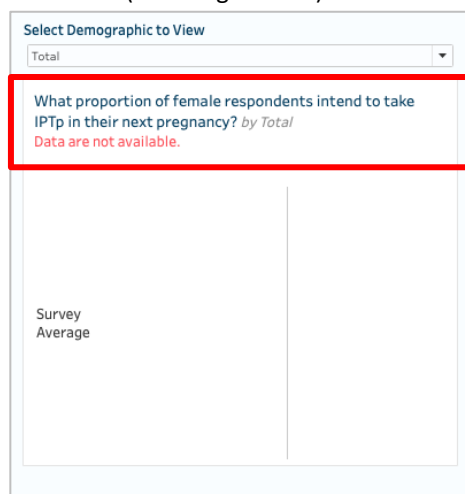 Select Demographic to View
Total
What proportion of female respondents intend to take
IPTp in their next pregnancy? by Total
Data are not available.
Survey
Average